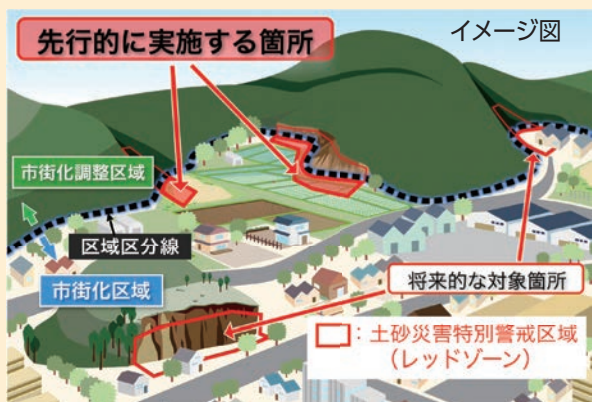 イメージ図
先行的に実施する箇所
市街化調整区域
区域区分線
市街化区域
将来的な対象箇所
：土砂災害特別警戒区域
（レッドゾーン）